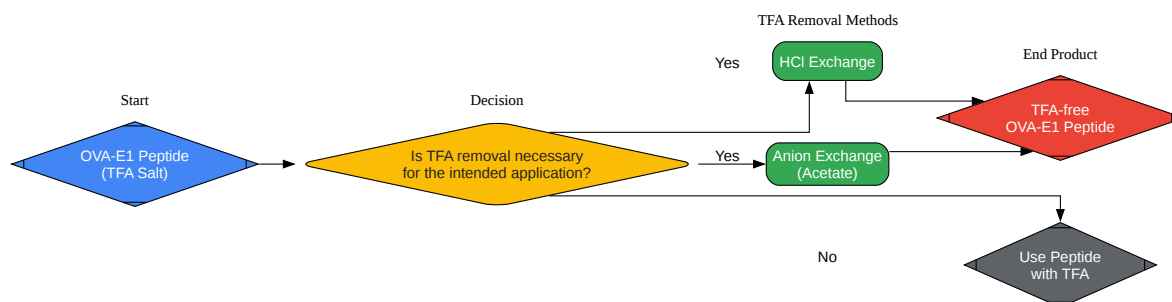 TFA Removal Methods
Yes
HCl Exchange
End Product
Start
Decision
TFA-free
OVA-E1 Peptide
OVA-E1 Peptide
(TFA Salt)
Is TFA removal necessary
for the intended application?
Yes
Anion Exchange
(Acetate)
No
Use Peptide
with TFA